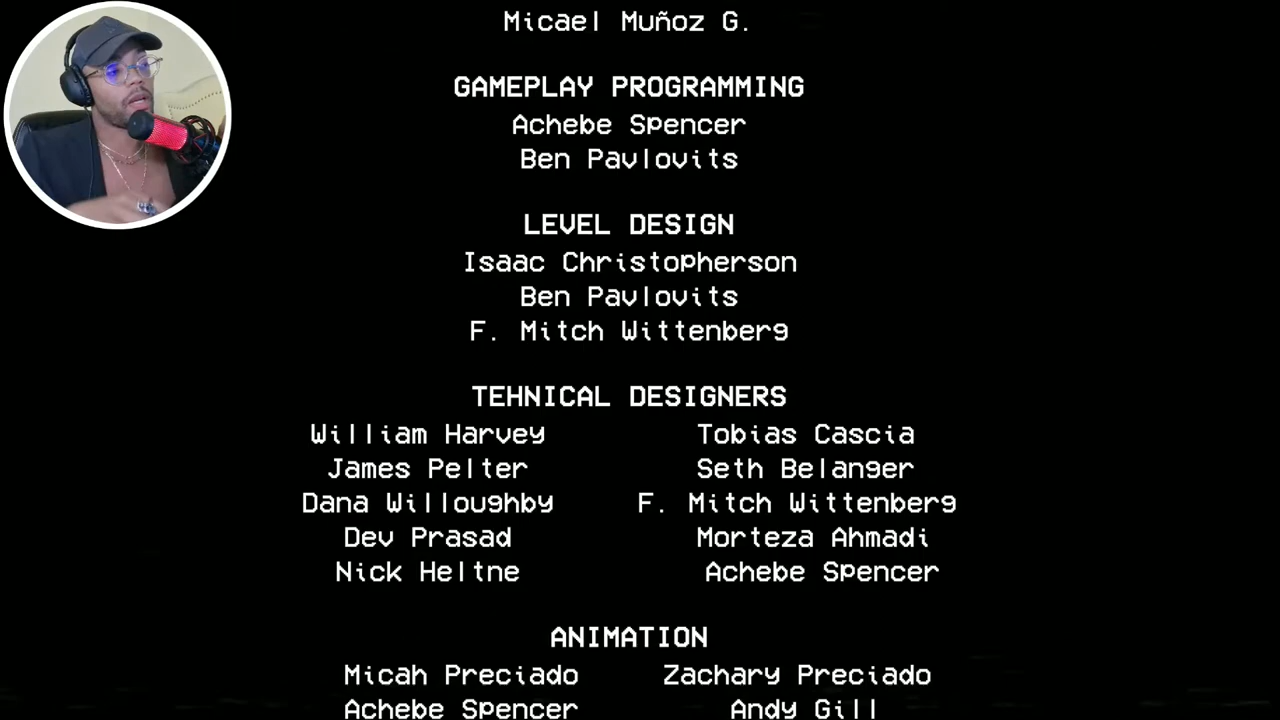 Micael Muñoz G.
GAMEPLAY PROGRAMMING
Achebe Spencer
Ben Pavlovits
LEVEL DESIGN
Isaac Christopherson
Ben Pavlovits
F. Mitch Wittenberg
TEHNICAL DESIGNERS
William Harvey Tobias Cascia
James Pelter Seth Belanger
Dana Willoughby F. Mitch Wittenberg
Dev Prasad Morteza Ahmadi
Nick Heltne Achebe Spencer
ANIMATION
Micah Preciado Zachary Preciado
Achebe Spencer Andy Gill